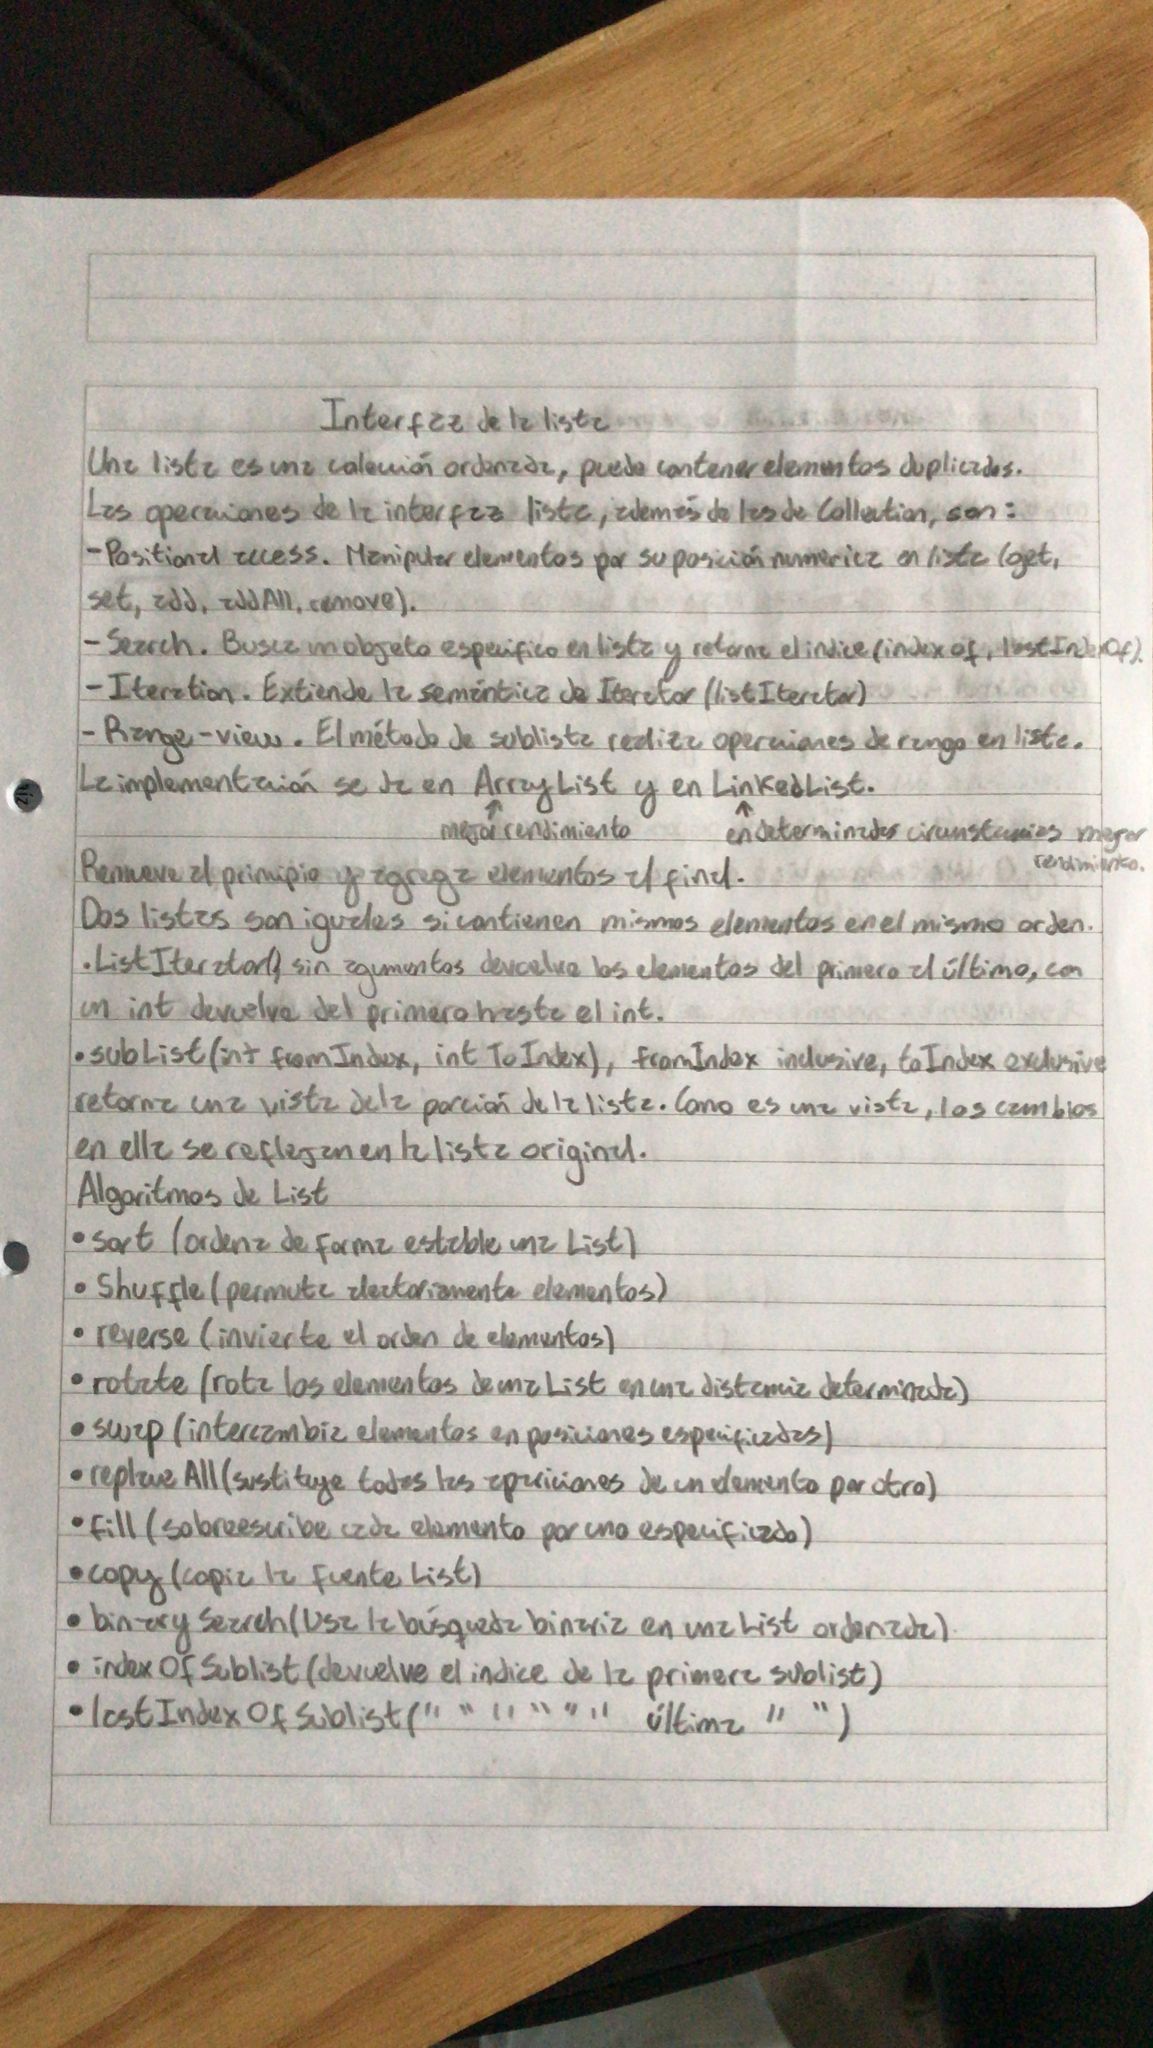 Interfaz de la lista
Una lista es una colección ordenada, puede contener elementos duplicados.
Las operaciones de la interfaz lista, además de las de Collection, son:
- Positional access. Manipular elementos por su posición numerica en lista (get,
set, add, addAll, remove).
- Search. Busca un objeto especifico en lista y retorna el indice (index of, lastIndexOf).
- Iteration. Extiende la semántica de Iterator (listIterator)
- Range-view. El método de sublista realiza operaciones de rango en lista.
La implementación se da en ArrayList y en LinkedList.
↑ ↑
mejor rendimiento en determinadas circunstancias mejor
rendimiento.
Remueve al principio y agrega elementos al final.
Dos listas son iguales si contienen mismos elementos en el mismo orden.
. ListIterator() sin agumentos devuelve los elementos del primero al último, con
un int devuelve del primero hasta el int.
• subList(int fromIndex, int ToIndex), fromIndex inclusive, toIndex exclusive
retorna una vista de la porción de la lista. Como es una vista, los cambios
en ella se reflejan en la lista original.
Algoritmos de List
• sort (ordena de forma estable una List)
• Shuffle (permuta aleatoriamente elementos)
• reverse (invierte el orden de elementos)
• rotate (rota los elementos de una List en una distancia determinada)
• swap (intercambia elementos en posiciones especificadas)
• replace All (sustituye todas las apariciones de un elemento por otro)
• fill (sobreescribe cada elemento por uno especificado)
• copy (copia la fuente List)
• binary Search (Usa la búsqueda binaria en una List ordenada)
• index Of Sublist (devuelve el indice de la primera sublist)
• last Index Of Sublist (" " " " " " última " ")